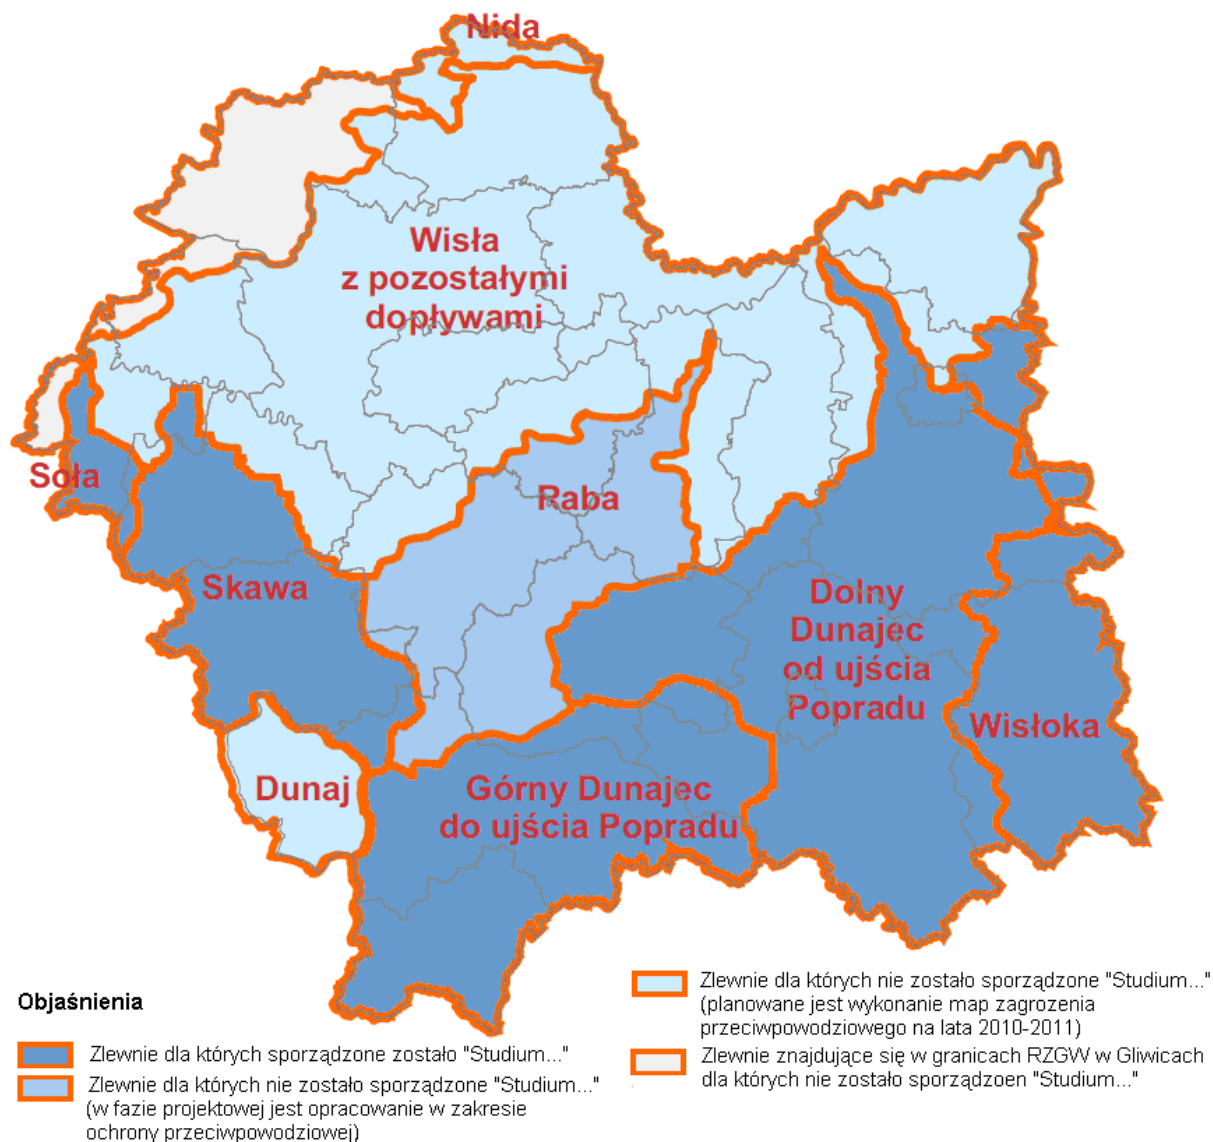 Nida
Wisła
z pozostałymi
dopływami
Soła
Raba
Skawa
Dolny
Dunajec
od ujścia
Popradu
Wisłoka
Dunaj
Górny Dunajec
do ujścia Popradu
Objaśnienia
Zlewnie dla których sporządzone zostało "Studium..."
Zlewnie dla których nie zostało sporządzone "Studium..."
(w fazie projektowej jest opracowanie w zakresie
ochrony przeciwpowodziowej)
Zlewnie dla których nie zostało sporządzone "Studium..."
(planowane jest wykonanie map zagrozenia
przeciwpowodziowego na lata 2010-2011)
Zlewnie znajdujące się w granicach RZGW w Gliwicach
dla których nie zostało sporządzoen "Studium..."